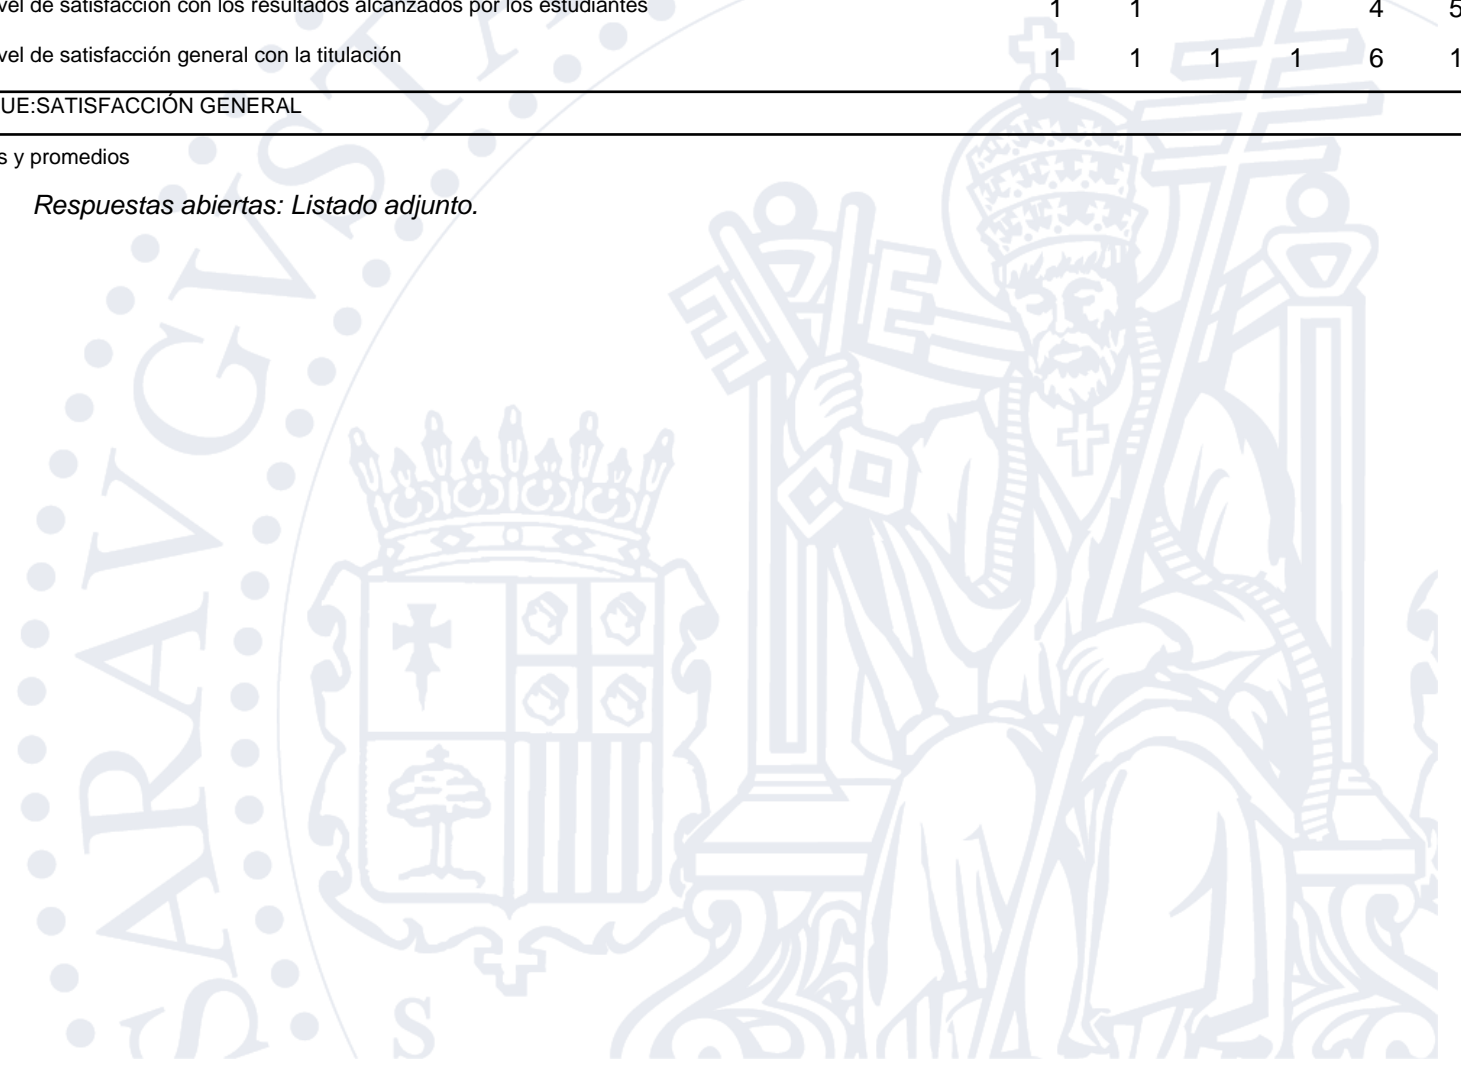 vel de satisfacción con los resultados alcanzados por los estudiantes 1 1 4 5
vel de satisfacción general con la titulación 1 1 1 1 6 1
UE:SATISFACCIÓN GENERAL
s y promedios
Respuestas abiertas: Listado adjunto.
SARAVGVSTA
S